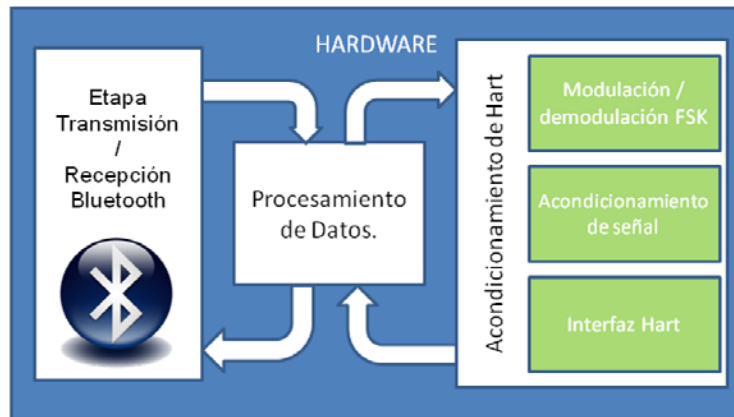 HARDWARE
Etapa
Transmisión
/
Recepción
Bluetooth
Procesamiento
de Datos.
Acondicionamiento de Hart
Modulación /
demodulación FSK
Acondicionamiento
de señal
Interfaz Hart